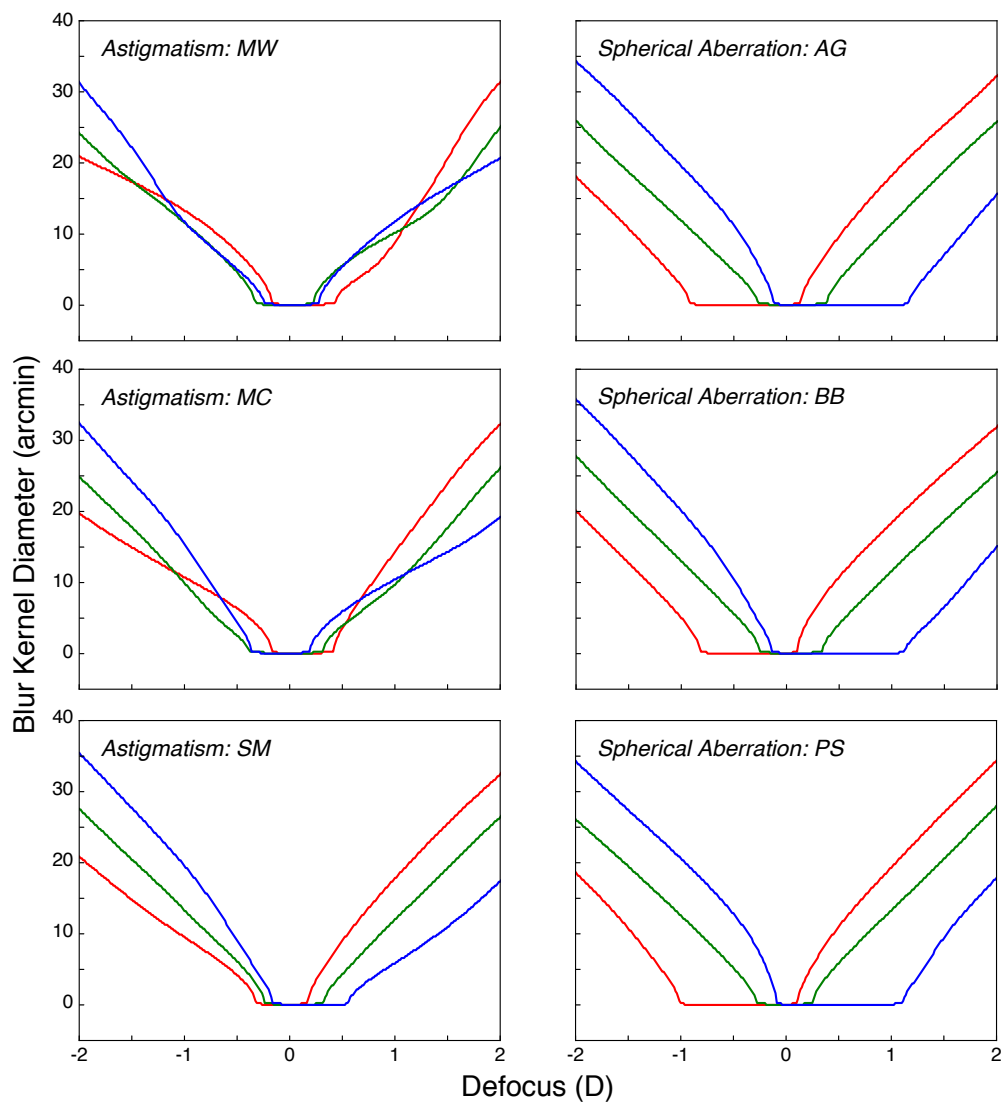 40
30
20
10
0
Astigmatism: MW
Spherical Aberration: AG
40
30
20
10
0
Astigmatism: MC
Spherical Aberration: BB
40
30
20
10
0
Astigmatism: SM
Spherical Aberration: PS
Blur Kernel Diameter (arcmin)
-2 -1 0 1 2
-2 -1 0 1 2
Defocus (D)